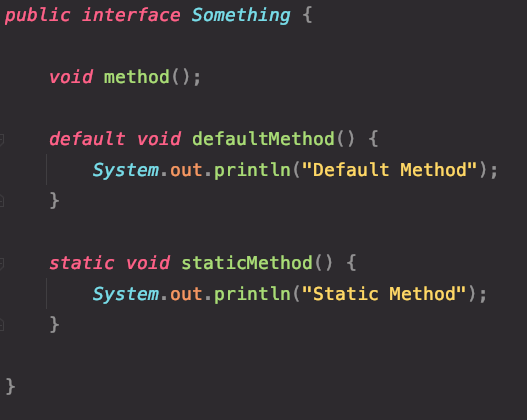 public interface Something {
void method();
default void defaultMethod() {
System.out.println("Default Method");
}
static void staticMethod() {
System.out.println("Static Method");
}
}